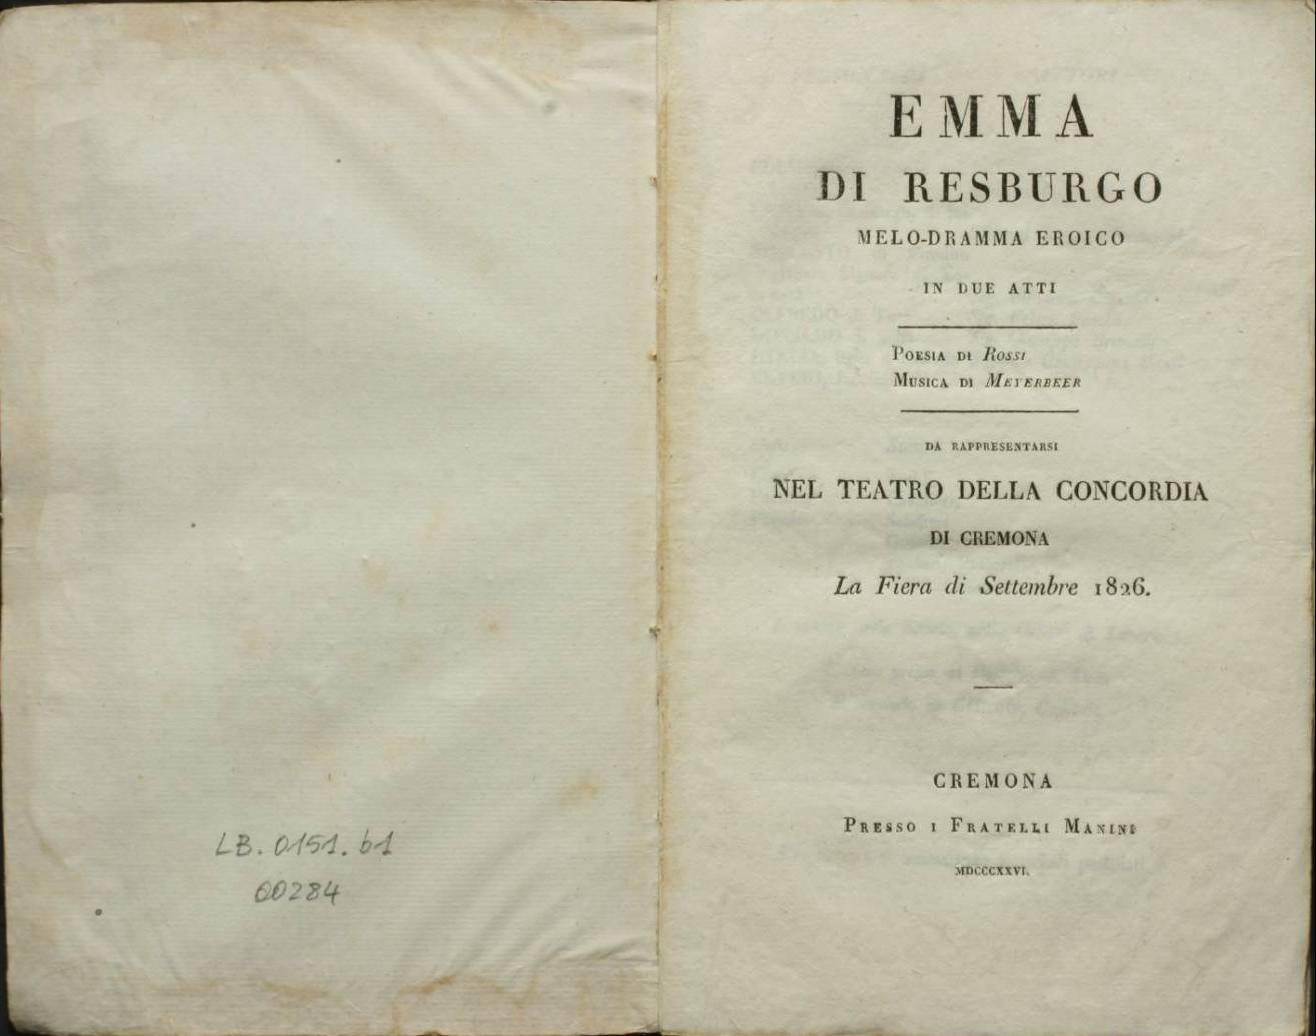 LB. 0151. b1
00284
EMMA
DI RESBURGO
MELO-DRAMMA EROICO
IN DUE ATTI
POESIA DI ROSSI
MUSICA DI MEYERBEER
DA RAPPRESENTARSI
NEL TEATRO DELLA CONCORDIA
DI CREMONA
La Fiera di Settembre 1826.
CREMONA
PRESSO I FRATELLI MANINI
MDCCCXXVI.